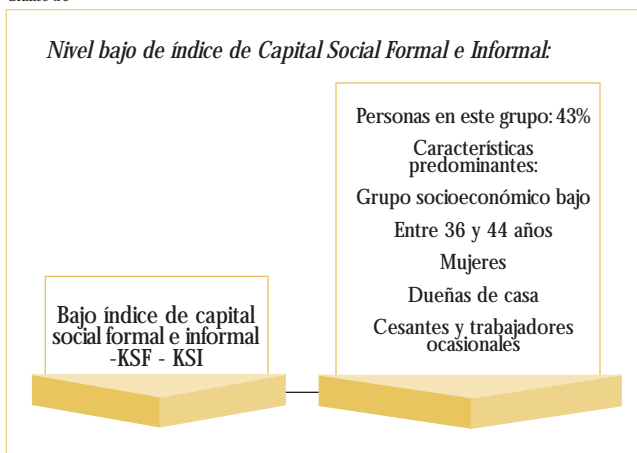 Nivel bajo de índice de Capital Social Formal e Informal:
Personas en este grupo: 43%
Características
predominantes:
Grupo socioeconómico bajo
Entre 36 y 44 años
Mujeres
Dueñas de casa
Cesantes y trabajadores
ocasionales
Bajo índice de capital
social formal e informal
-KSF - KSI